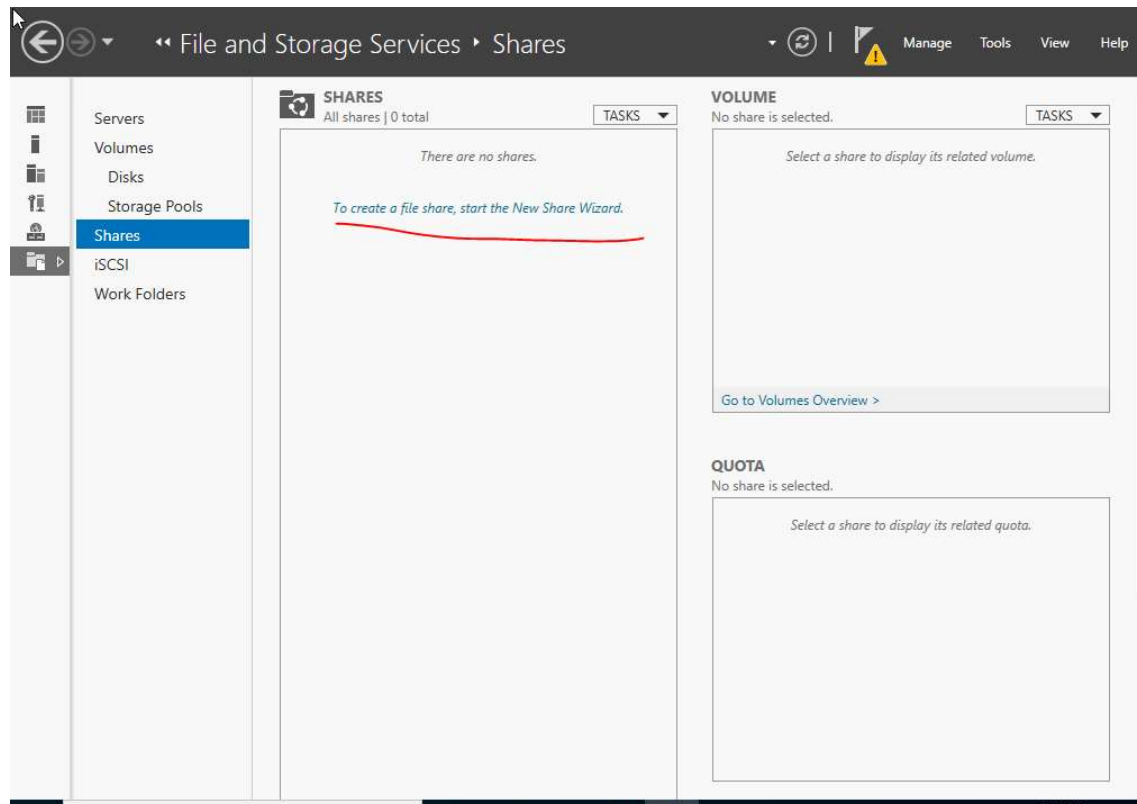 File and Storage Services • Shares
Manage Tools View Help
Servers
Volumes
Disks
Storage Pools
Shares
iSCSI
Work Folders
SHARES
All shares | 0 total
TASKS
There are no shares.
To create a file share, start the New Share Wizard.
VOLUME
No share is selected.
TASKS
Select a share to display its related volume.
Go to Volumes Overview >
QUOTA
No share is selected.
Select a share to display its related quota.